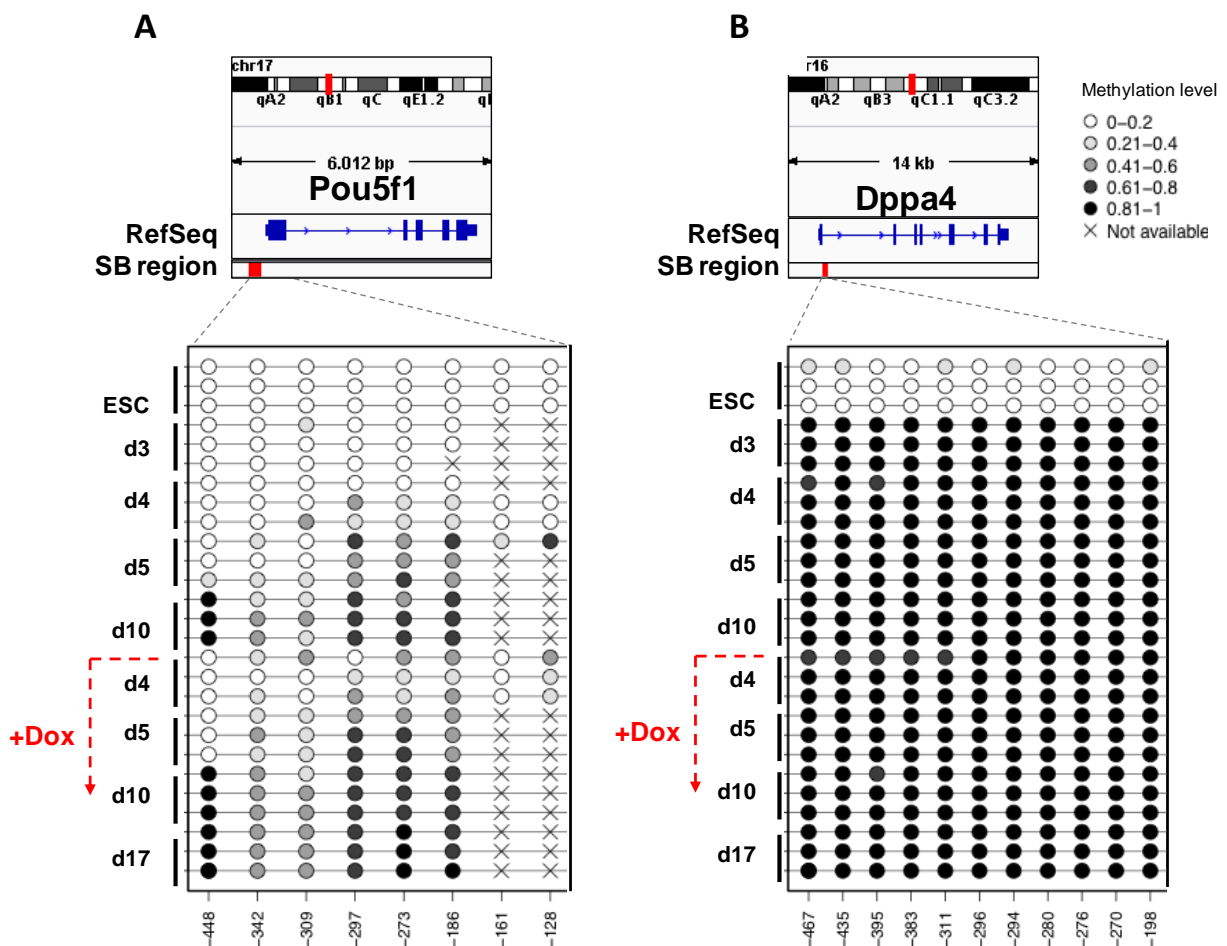 A
chr17
qA2 qB1 qC qE1.2
6.012 bp
Pou5f1
RefSeq
SB region
ESC
d3
d4
d5
d10
+Dox
d4
d5
d10
d17
-448 -342 -309 -297 -273 -186 -161 -128
B
r16
qA2 qB3 qC1.1 qC3.2
14 kb
Dppa4
RefSeq
SB region
ESC
d3
d4
d5
d10
+Dox
d4
d5
d10
d17
-467 -435 -395 -383 -311 -296 -294 -280 -276 -270 -198
Methylation level
0-0.2
0.21-0.4
0.41-0.6
0.61-0.8
0.81-1
Not available